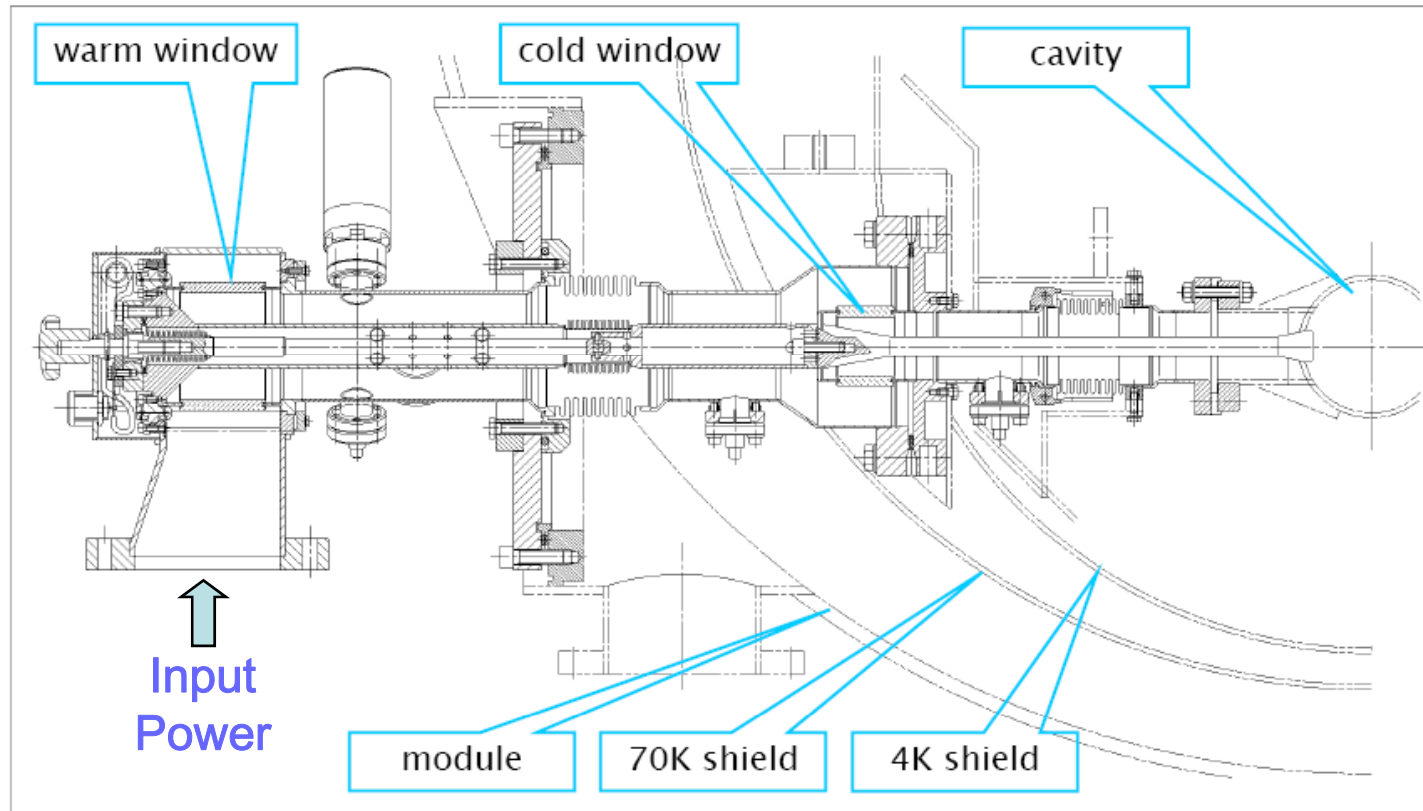 warm window
cold window
cavity
Input
Power
module
70K shield
4K shield